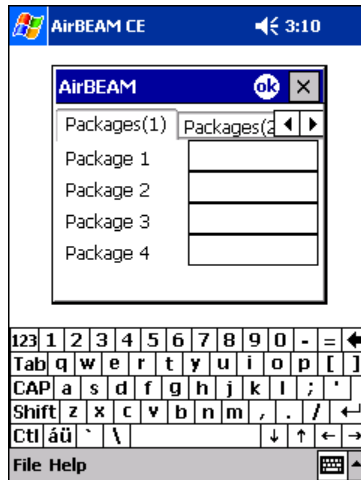 AirBEAM CE 3:10
AirBEAM ok
Packages(1) Packages(2
Package 1
Package 2
Package 3
Package 4
123 1 2 3 4 5 6 7 8 9 0 - =
Tab q w e r t y u i o p [ ]
CAP a s d f g h j k l ; '
Shift z x c v b n m , . /
Ctl áü ` \
File Help